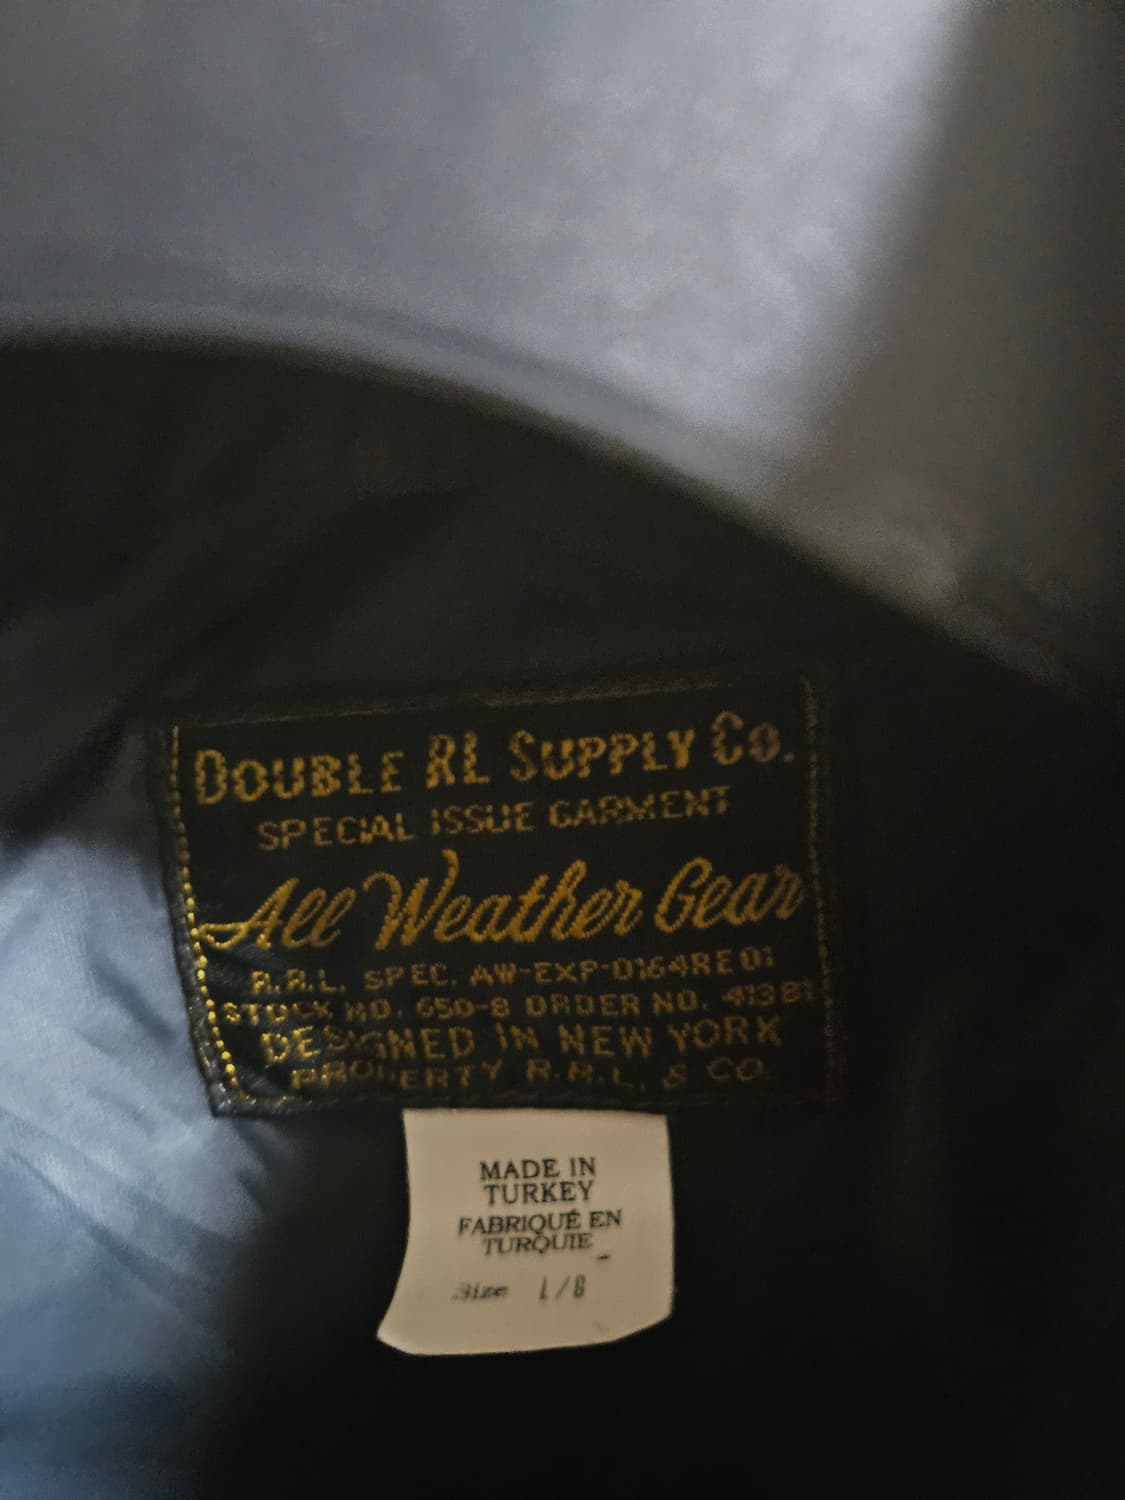 DOUBLE RL SUPPLY CO.
SPECIAL ISSUE GARMENT
All Weather Gear
R.R.L. SPEC. AW-EXP-0164RE01
STOCK NO. 650-8 ORDER NO. 41381
DESIGNED IN NEW YORK
PROPERTY R.R.L. & CO.
MADE IN
TURKEY
FABRIQUÉ EN
TURQUIE
Size L/G